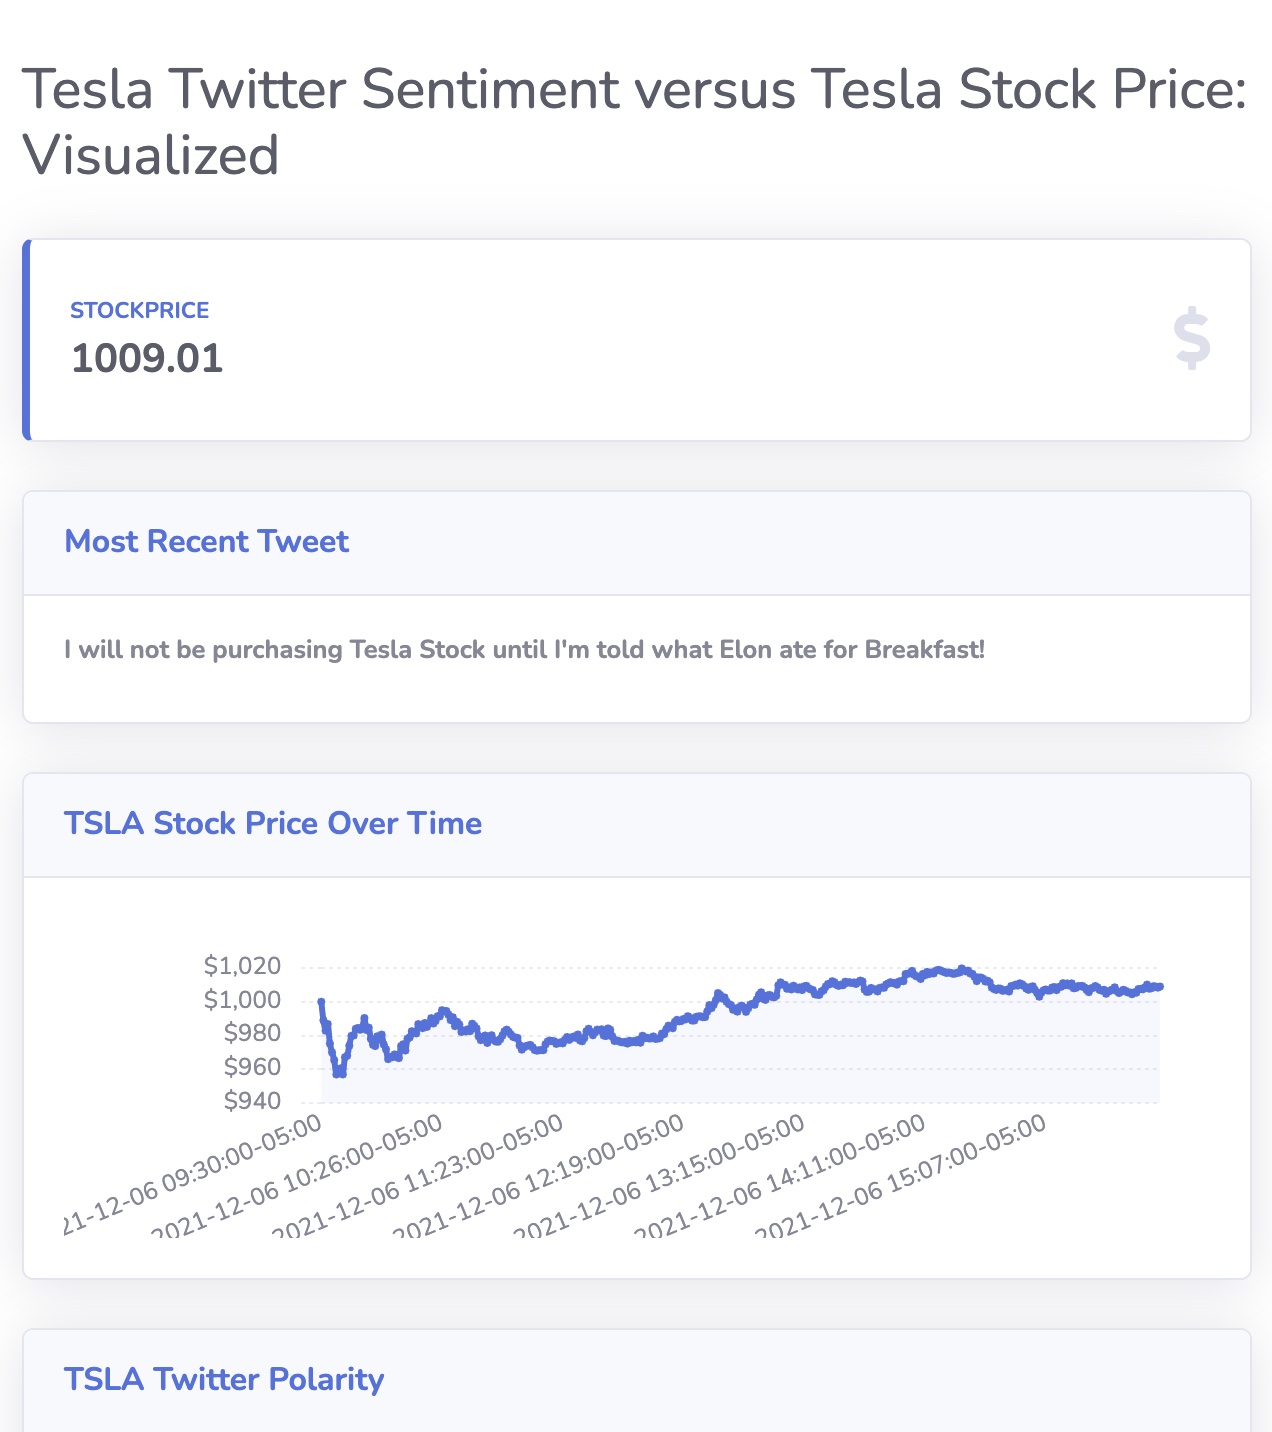 Tesla Twitter Sentiment versus Tesla Stock Price:
Visualized
STOCKPRICE
1009.01
$
Most Recent Tweet
I will not be purchasing Tesla Stock until I'm told what Elon ate for Breakfast!
TSLA Stock Price Over Time
$1,020
$1,000
$980
$960
$940
21-12-06 09:30:00-05:00
2021-12-06 10:26:00-05:00
2021-12-06 11:23:00-05:00
2021-12-06 12:19:00-05:00
2021-12-06 13:15:00-05:00
2021-12-06 14:11:00-05:00
2021-12-06 15:07:00-05:00
TSLA Twitter Polarity